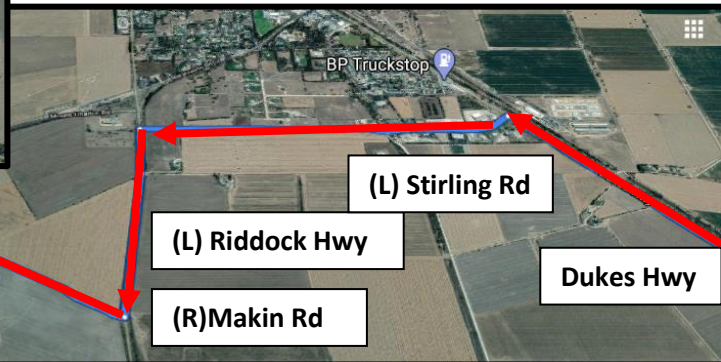 BP Truckstop
(L) Stirling Rd
(L) Riddock Hwy
Dukes Hwy
(R)Makin Rd